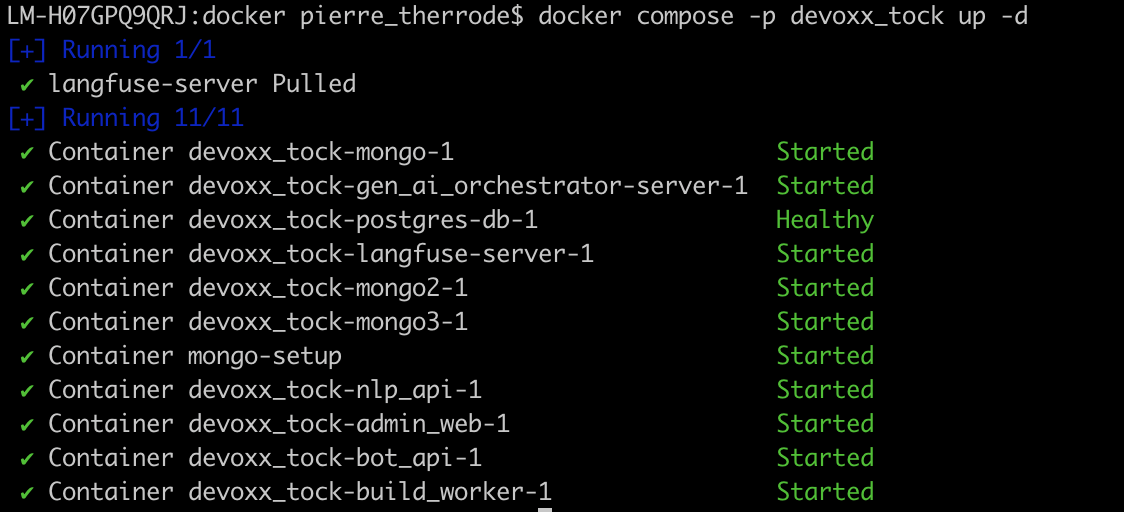 LM-H07GPQ9QRJ:docker pierre_therrode$ docker compose -p devoxx_tock up -d
[+] Running 1/1
✔ langfuse-server Pulled
[+] Running 11/11
✔ Container devoxx_tock-mongo-1 Started
✔ Container devoxx_tock-gen_ai_orchestrator-server-1 Started
✔ Container devoxx_tock-postgres-db-1 Healthy
✔ Container devoxx_tock-langfuse-server-1 Started
✔ Container devoxx_tock-mongo2-1 Started
✔ Container devoxx_tock-mongo3-1 Started
✔ Container mongo-setup Started
✔ Container devoxx_tock-nlp_api-1 Started
✔ Container devoxx_tock-admin_web-1 Started
✔ Container devoxx_tock-bot_api-1 Started
✔ Container devoxx_tock-build_worker-1 Started